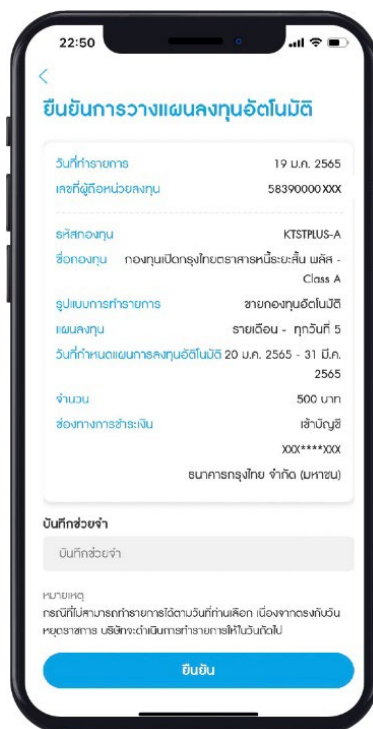 22:50
ยืนยันการวางแผนลงทุนอัตโนมัติ
วันที่ทำรายการ 19 ม.ค. 2565
เลขที่ผู้ถือหน่วยลงทุน 58390000XXX
รหัสกองทุน KTSTPLUS-A
ชื่อกองทุน กองทุนเปิดกรุงไทยตราสารหนี้ระยะสั้น พลัส -
Class A
รูปแบบการทำรายการ ขายกองทุนอัตโนมัติ
แผนลงทุน รายเดือน - ทุกวันที่ 5
วันที่กำหนดแผนการลงทุนอัติโนมัติ 20 ม.ค. 2565 - 31 มี.ค.
2565
จำนวน 500 บาท
ช่องทางการชำระเงิน เข้าบัญชี
XXX****XXX
ธนาคารกรุงไทย จำกัด (มหาชน)
บันทึกช่วยจำ
บันทึกช่วยจำ
หมายเหตุ
กรณีที่ไม่สามารถทำรายการได้ตามวันที่ท่านเลือก เนื่องจากตรงกับวัน
หยุดราชการ บริษัทจะดำเนินการทำรายการให้ในวันถัดไป
ยืนยัน